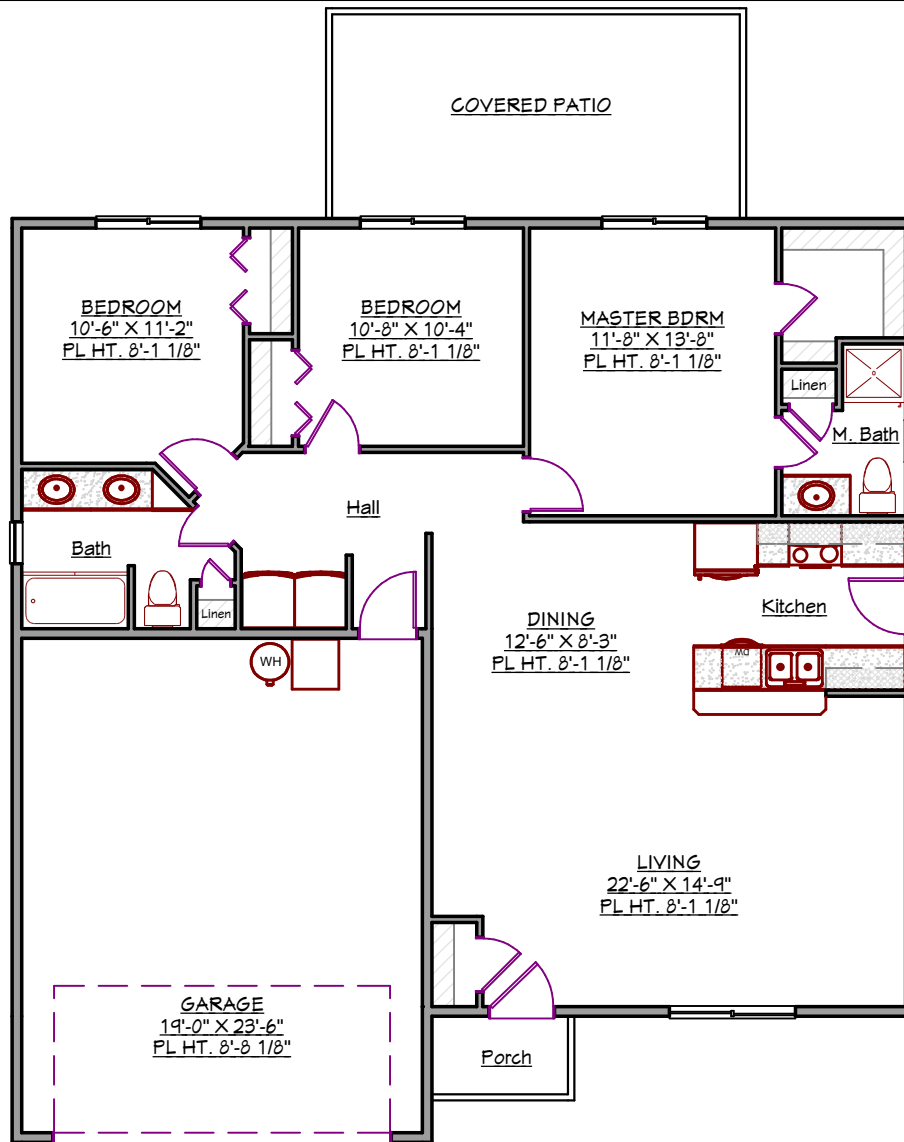 COVERED PATIO
BEDROOM
10'-6" X 11'-2"
PL HT. 8'-1 1/8"
BEDROOM
10'-8" X 10'-4"
PL HT. 8'-1 1/8"
MASTER BDRM
11'-8" X 13'-8"
PL HT. 8'-1 1/8"
Linen
M. Bath
Hall
Bath
Linen
Kitchen
DINING
12'-6" X 8'-3"
PL HT. 8'-1 1/8"
WH
DW
LIVING
22'-6" X 14'-9"
PL HT. 8'-1 1/8"
GARAGE
19'-0" X 23'-6"
PL HT. 8'-8 1/8"
Porch